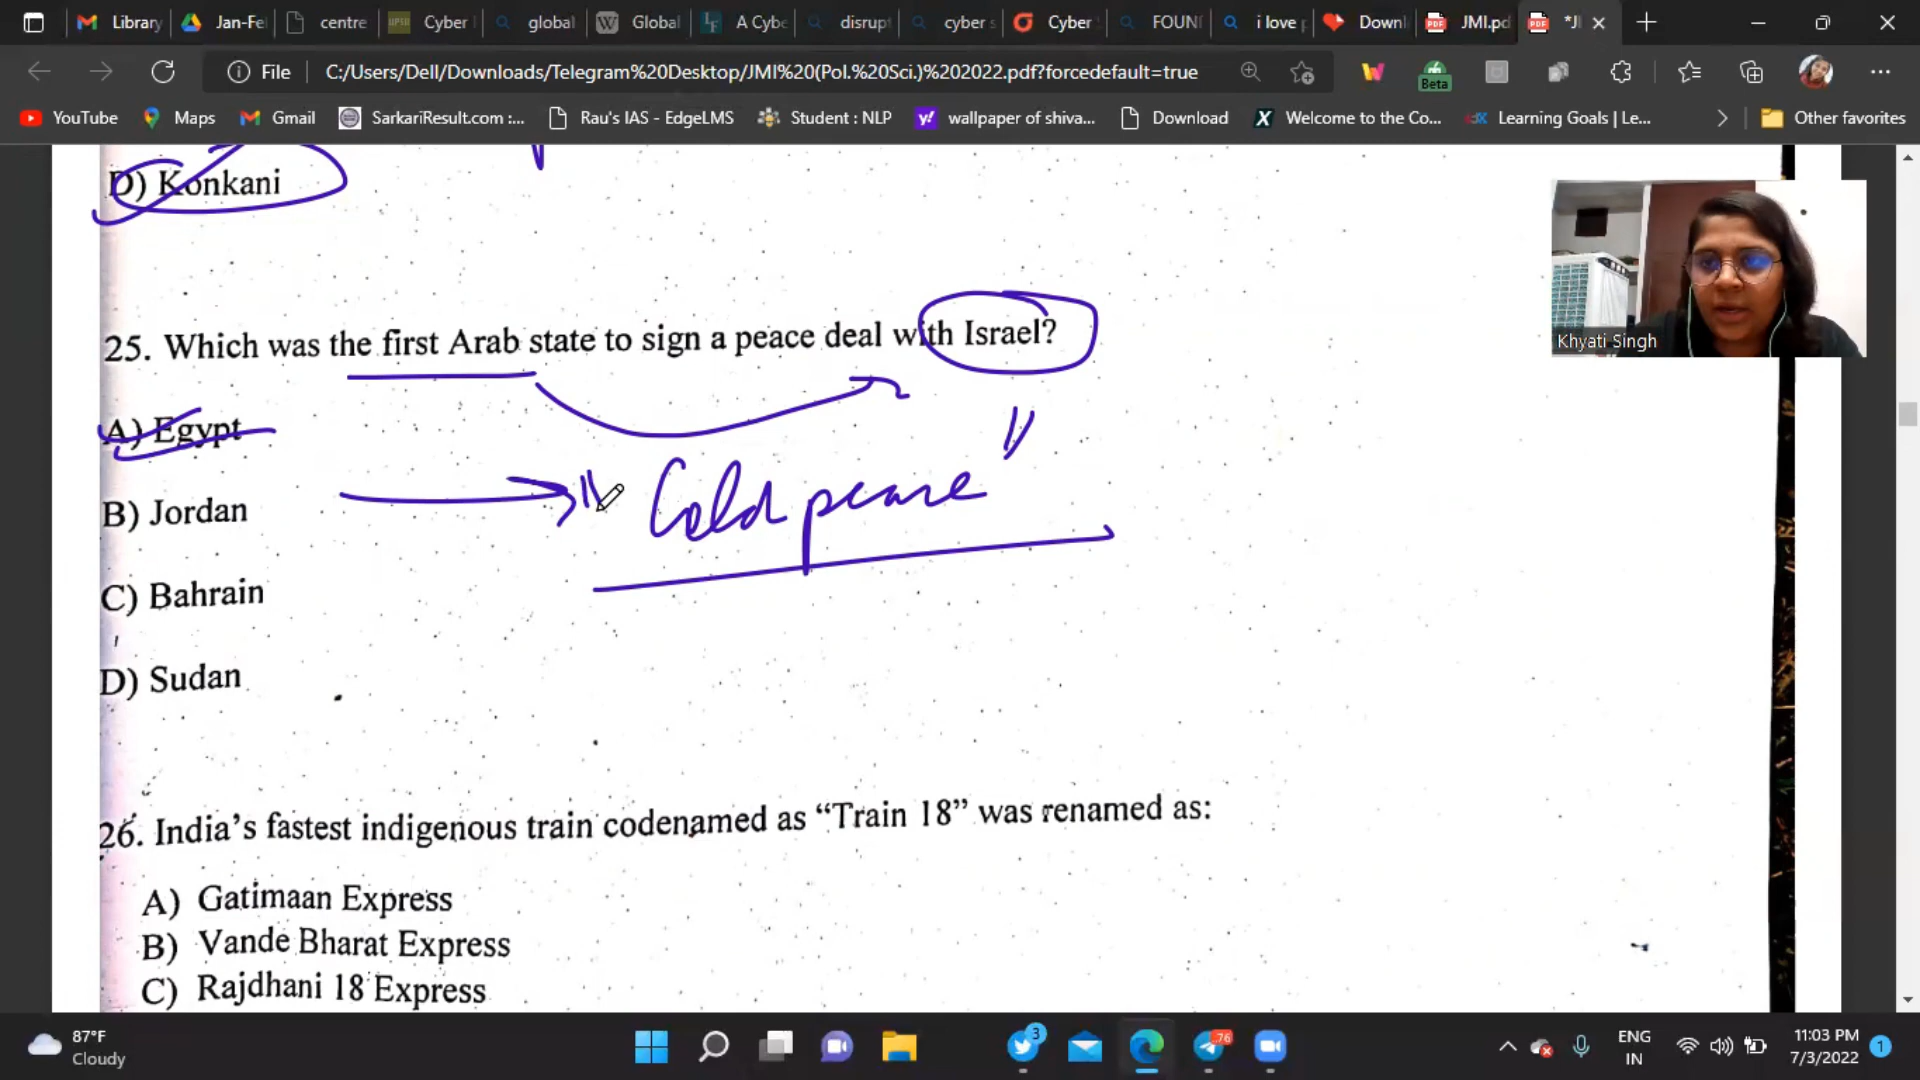 Library
Jan-Fe
centre
Cyber
global
Global
A Cybe
disrupt
cyber s
Cyber
FOUN
i love p
Downl
JMI.pd
File
C:/Users/Dell/Downloads/Telegram%20Desktop/JMI%20(Pol.%20Sci.)%202022.pdf?forcedefault=true
Beta
YouTube
Maps
Gmail
SarkariResult.com :...
Rau's IAS - EdgeLMS
Student : NLP
wallpaper of shiva...
Download
Welcome to the Co...
Learning Goals | Le...
Other favorites
D) Konkani
Khyati Singh
25. Which was the first Arab state to sign a peace deal with Israel?
A) Egypt
Cold peace
B) Jordan
C) Bahrain
D) Sudan
26. India's fastest indigenous train codenamed as “Train 18” was renamed as:
A) Gatimaan Express
B) Vande Bharat Express
C) Rajdhani 18 Express
87°F
Cloudy
3
76
ENG
IN
11:03 PM
7/3/2022
1